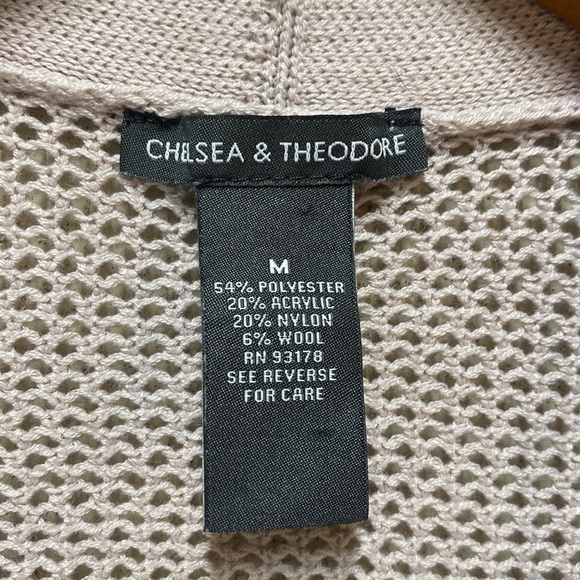 CHELSEA & THEODORE
M
54% POLYESTER
20% ACRYLIC
20% NYLON
6% WOOL
RN 93178
SEE REVERSE
FOR CARE